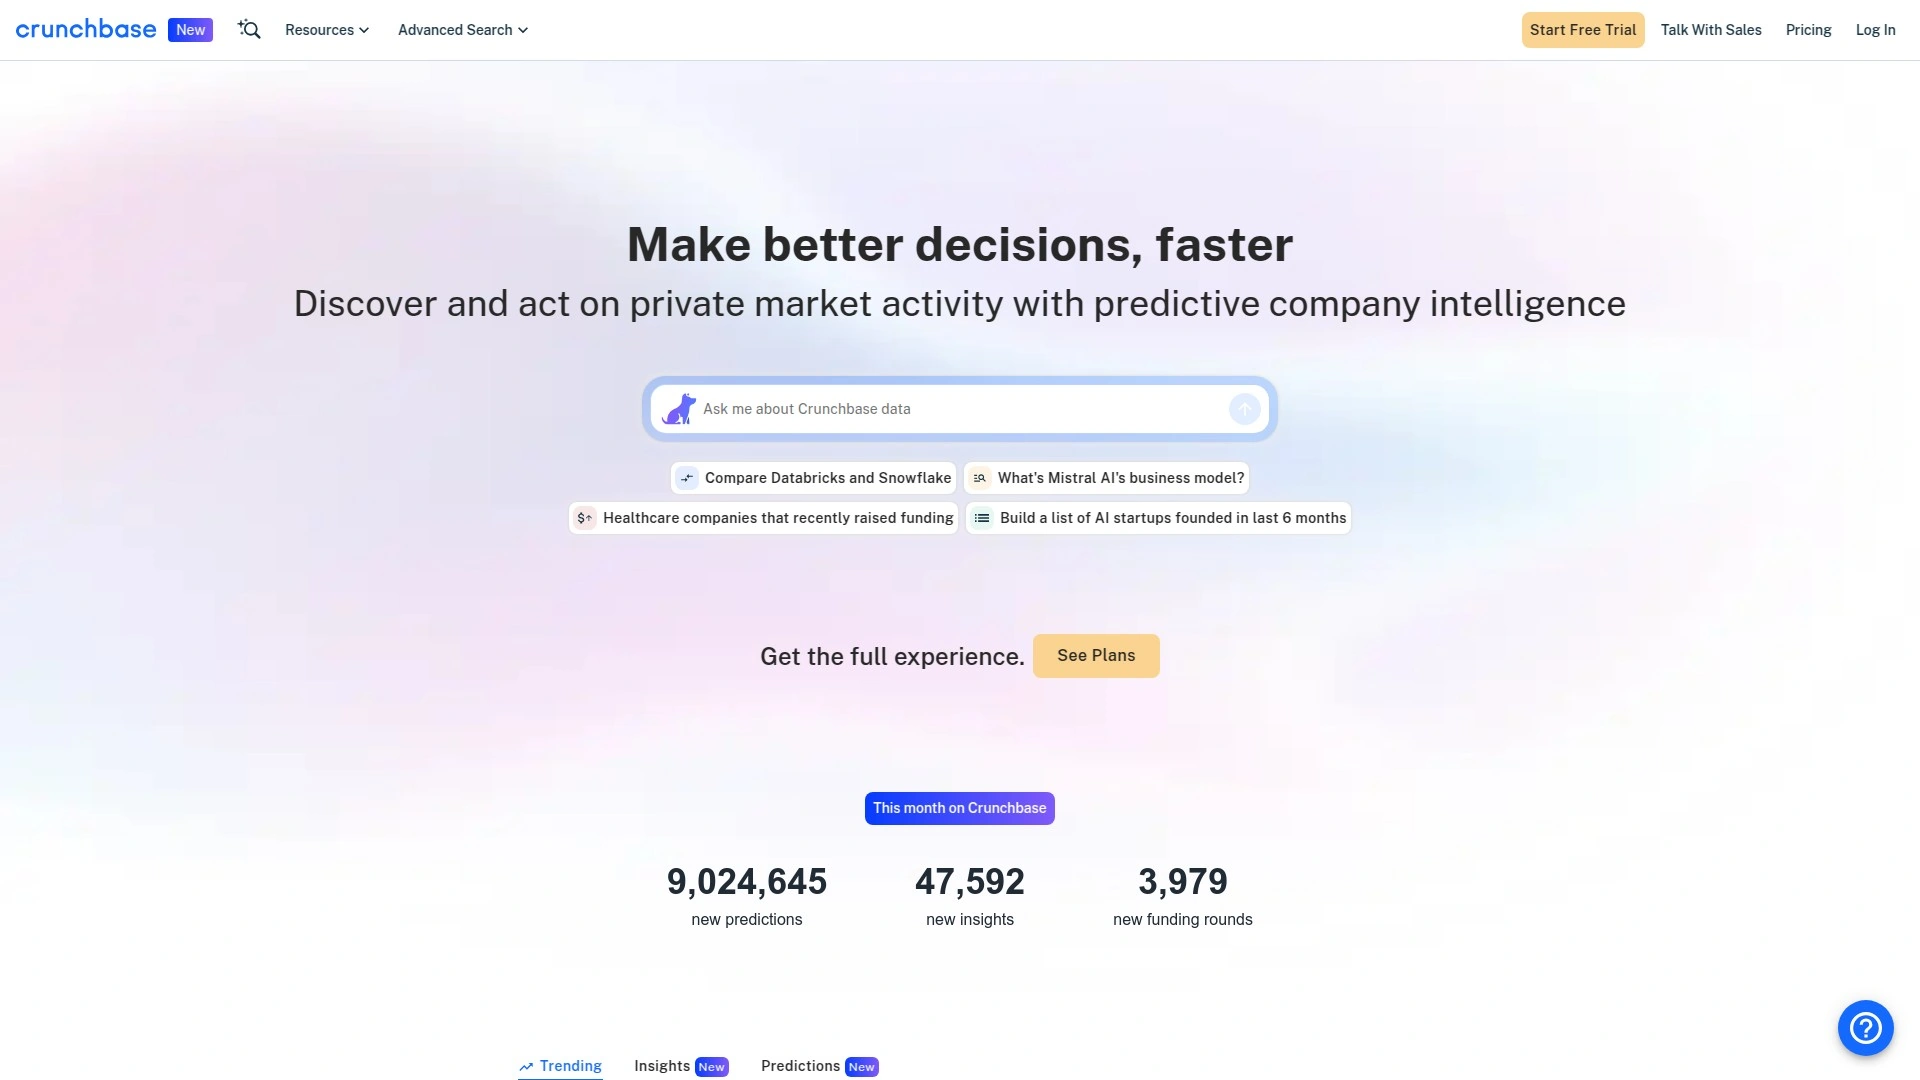 crunchbase New Resources Advanced Search Start Free Trial Talk With Sales Pricing Log In
Make better decisions, faster
Discover and act on private market activity with predictive company intelligence
Ask me about Crunchbase data
Compare Databricks and Snowflake What's Mistral AI's business model?
$ Healthcare companies that recently raised funding Build a list of AI startups founded in last 6 months
Get the full experience. See Plans
This month on Crunchbase
9,024,645 47,592 3,979
new predictions new insights new funding rounds
Trending Insights New Predictions New